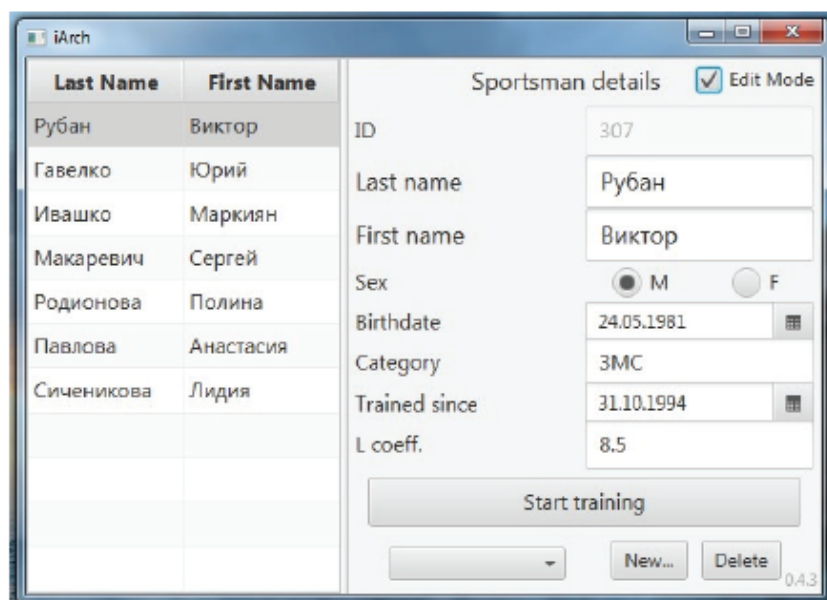 iArch
Last Name First Name
Рубан Виктор
Гавелко Юрий
Ивашко Маркиян
Макаревич Сергей
Родионова Полина
Павлова Анастасия
Сиченикова Лидия
Sportsman details Edit Mode
ID 307
Last name Рубан
First name Виктор
Sex M F
Birthdate 24.05.1981
Category ЗМС
Trained since 31.10.1994
L coeff. 8.5
Start training
New... Delete
0.4.3